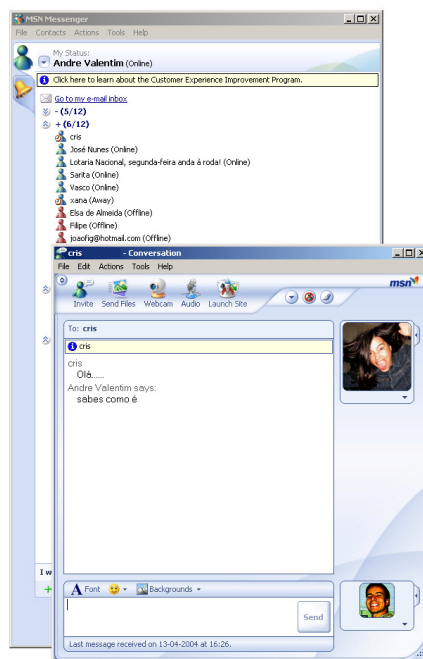 MSN Messenger
File Contacts Actions Tools Help
My Status:
Andre Valentim (Online)
Click here to learn about the Customer Experience Improvement Program.
Go to my e-mail inbox
- (5/12)
+ (6/12)
cris
José Nunes (Online)
Lotaria Nacional, segunda-feira anda á roda! (Online)
Sarita (Online)
Vasco (Online)
xana (Away)
Elsa de Almeida (Offline)
Filipe (Offline)
joaofig@hotmail.com (Offline)
cris - Conversation
File Edit Actions Tools Help
msn
Invite Send Files Webcam Audio Launch Site
To: cris
cris
cris
Olá......
Andre Valentim says:
sabes como é
I w
A Font Backgrounds
Send
Last message received on 13-04-2004 at 16:26.